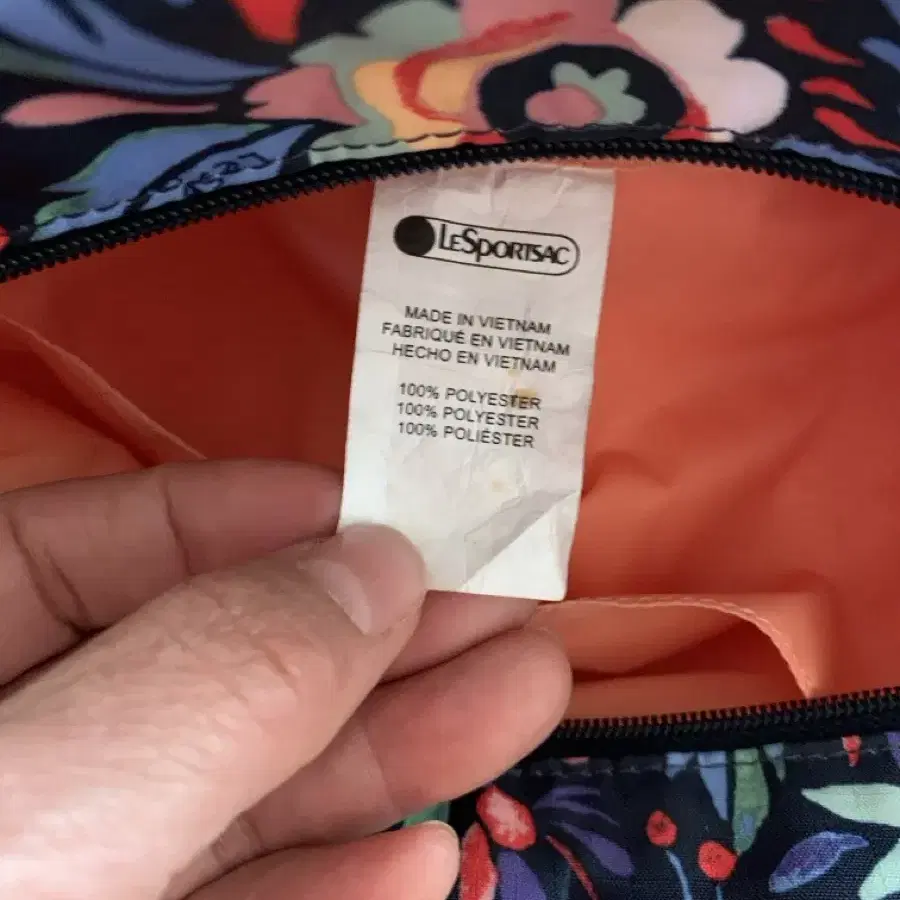 LeSportsac
MADE IN VIETNAM
FABRIQUÉ EN VIETNAM
HECHO EN VIETNAM
100% POLYESTER
100% POLYESTER
100% POLIÉSTER